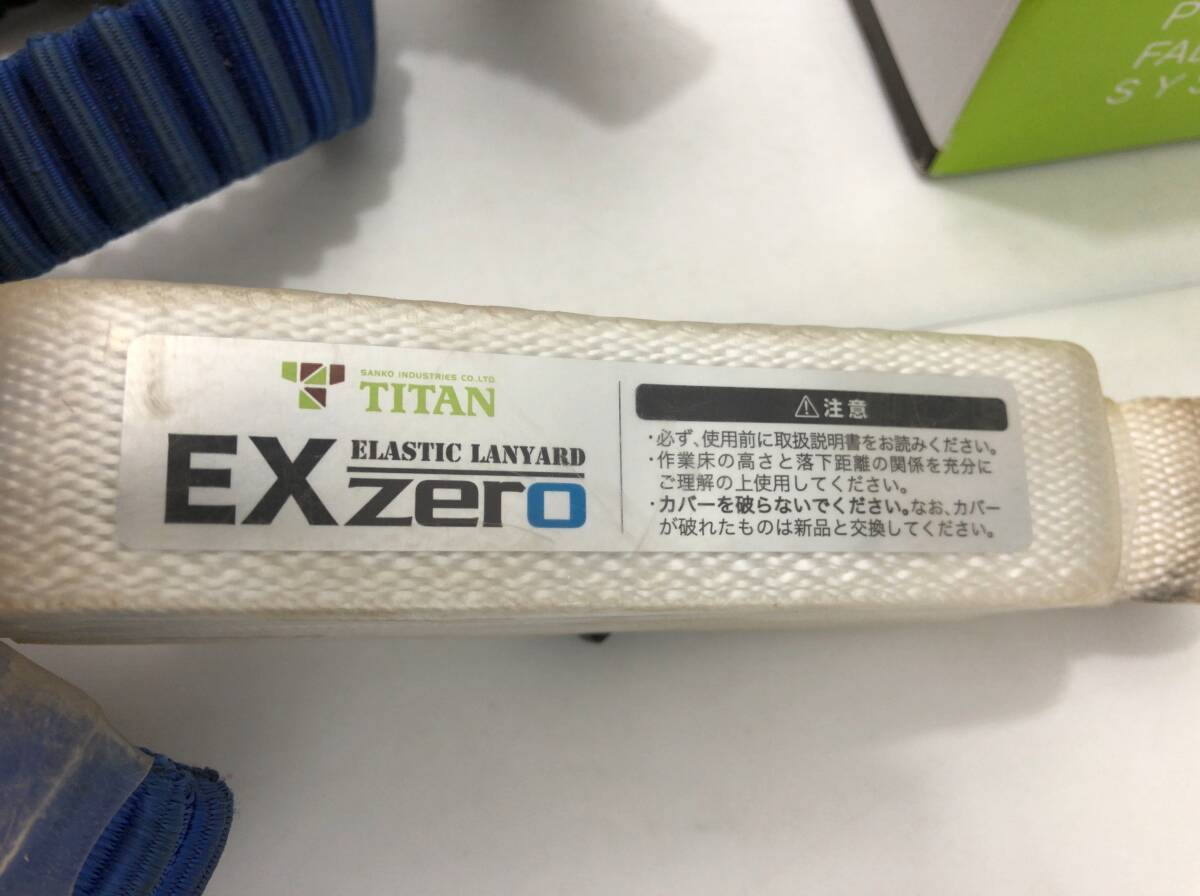 SANKO INDUSTRIES CO.,LTD.
TITAN
EX ELASTIC LANYARD
zero
⚠注意
・必ず、使用前に取扱説明書をお読みください。
・作業床の高さと落下距離の関係を充分に
ご理解の上使用してください。
・カバーを破らないでください。なお、カバー
が破れたものは新品と交換してください。